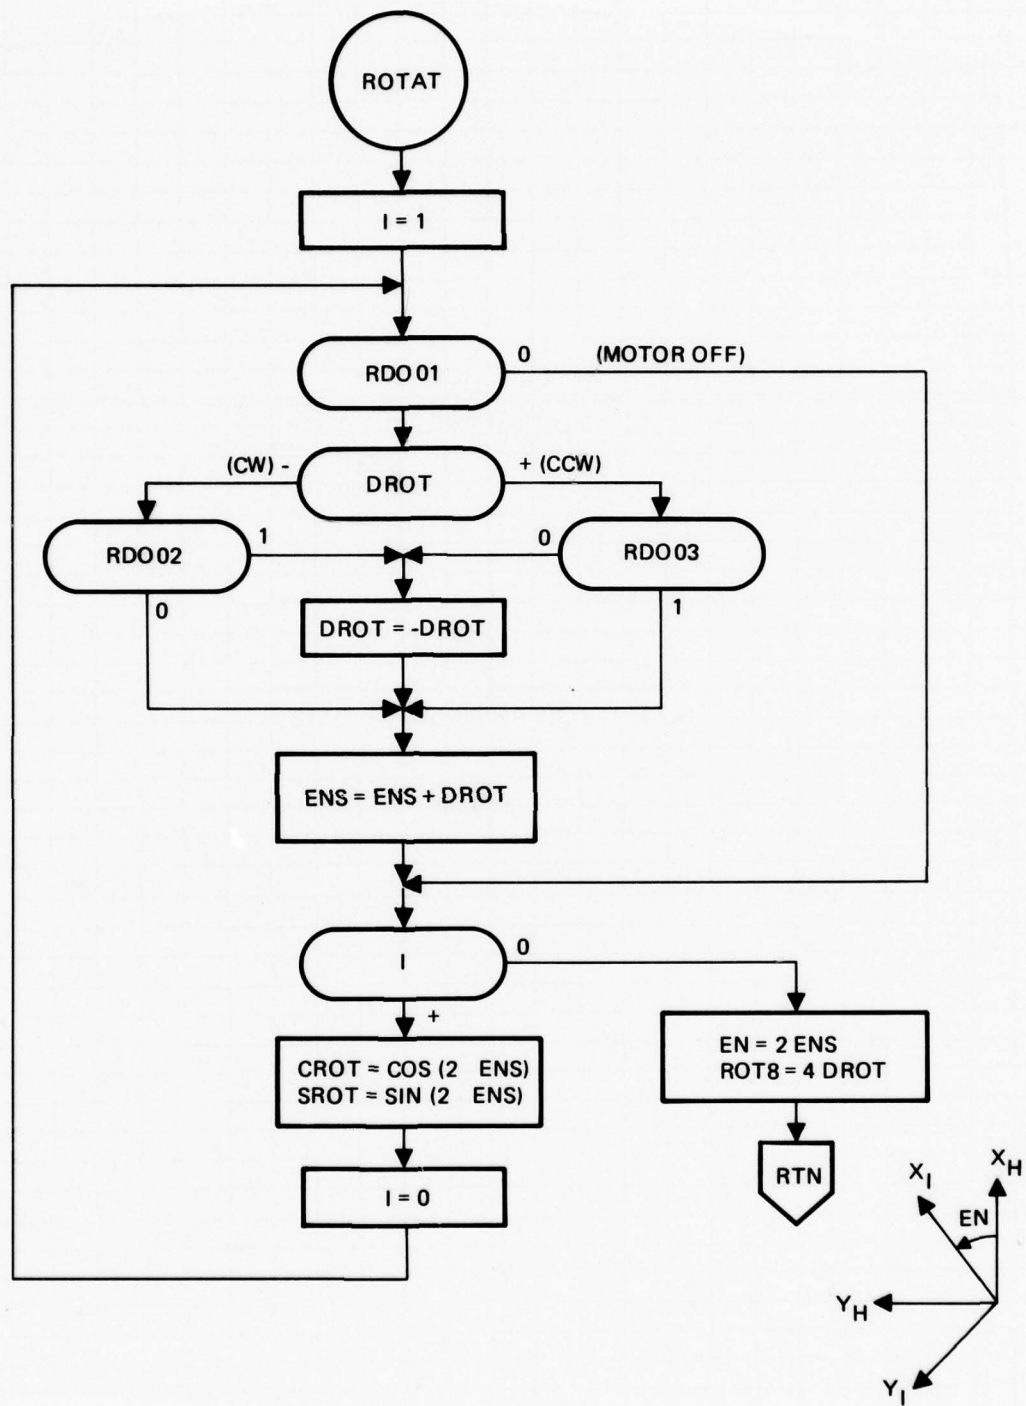 ROTAT
I = 1
RDO 01
0 (MOTOR OFF)
(CW) -
DROT
+ (CCW)
RDO 02
1
0
RDO 03
0
1
DROT = -DROT
ENS = ENS + DROT
I
0
+
CROT = COS (2 ENS)
SROT = SIN (2 ENS)
EN = 2 ENS
ROT8 = 4 DROT
I = 0
RTN
X_I
X_H
EN
Y_H
Y_I